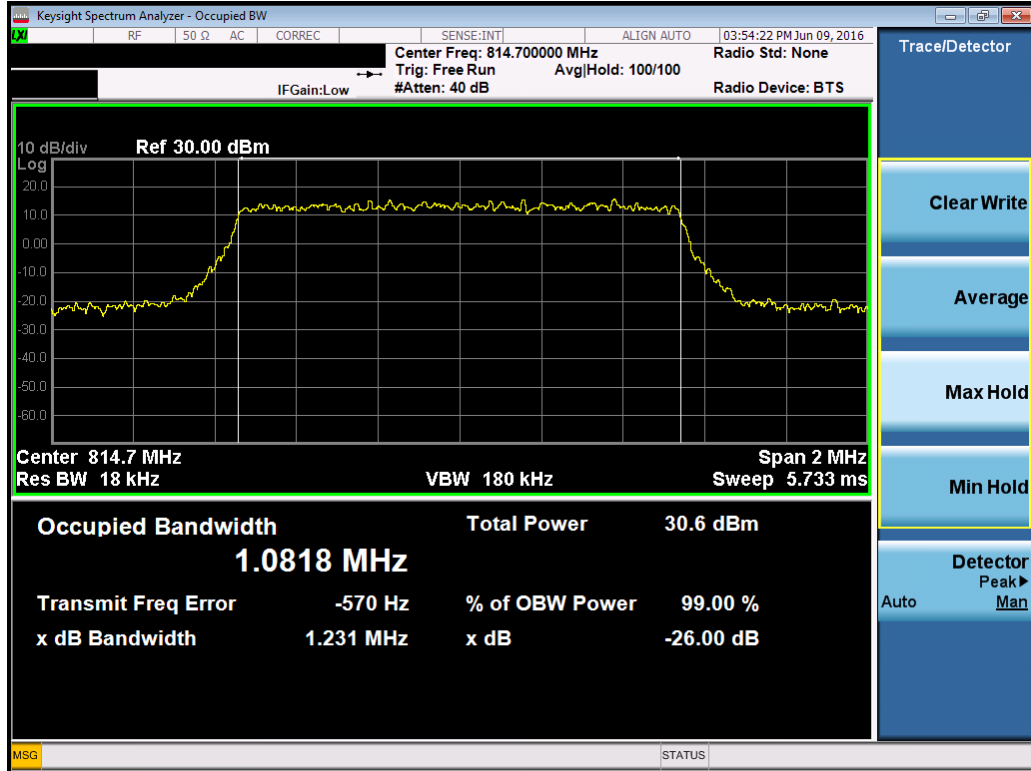 Keysight Spectrum Analyzer - Occupied BW
LXI RF 50 Ω AC CORREC SENSE:INT ALIGN AUTO 03:54:22 PM Jun 09, 2016
Center Freq: 814.700000 MHz Radio Std: None
Trig: Free Run Avg|Hold: 100/100
IFGain:Low #Atten: 40 dB Radio Device: BTS
10 dB/div Ref 30.00 dBm
Log
20.0
10.0
0.00
-10.0
-20.0
-30.0
-40.0
-50.0
-60.0
Center 814.7 MHz Span 2 MHz
Res BW 18 kHz VBW 180 kHz Sweep 5.733 ms
Occupied Bandwidth Total Power 30.6 dBm
1.0818 MHz
Transmit Freq Error -570 Hz % of OBW Power 99.00 %
x dB Bandwidth 1.231 MHz x dB -26.00 dB
MSG STATUS
Trace/Detector
Clear Write
Average
Max Hold
Min Hold
Detector
Peak▶
Auto Man